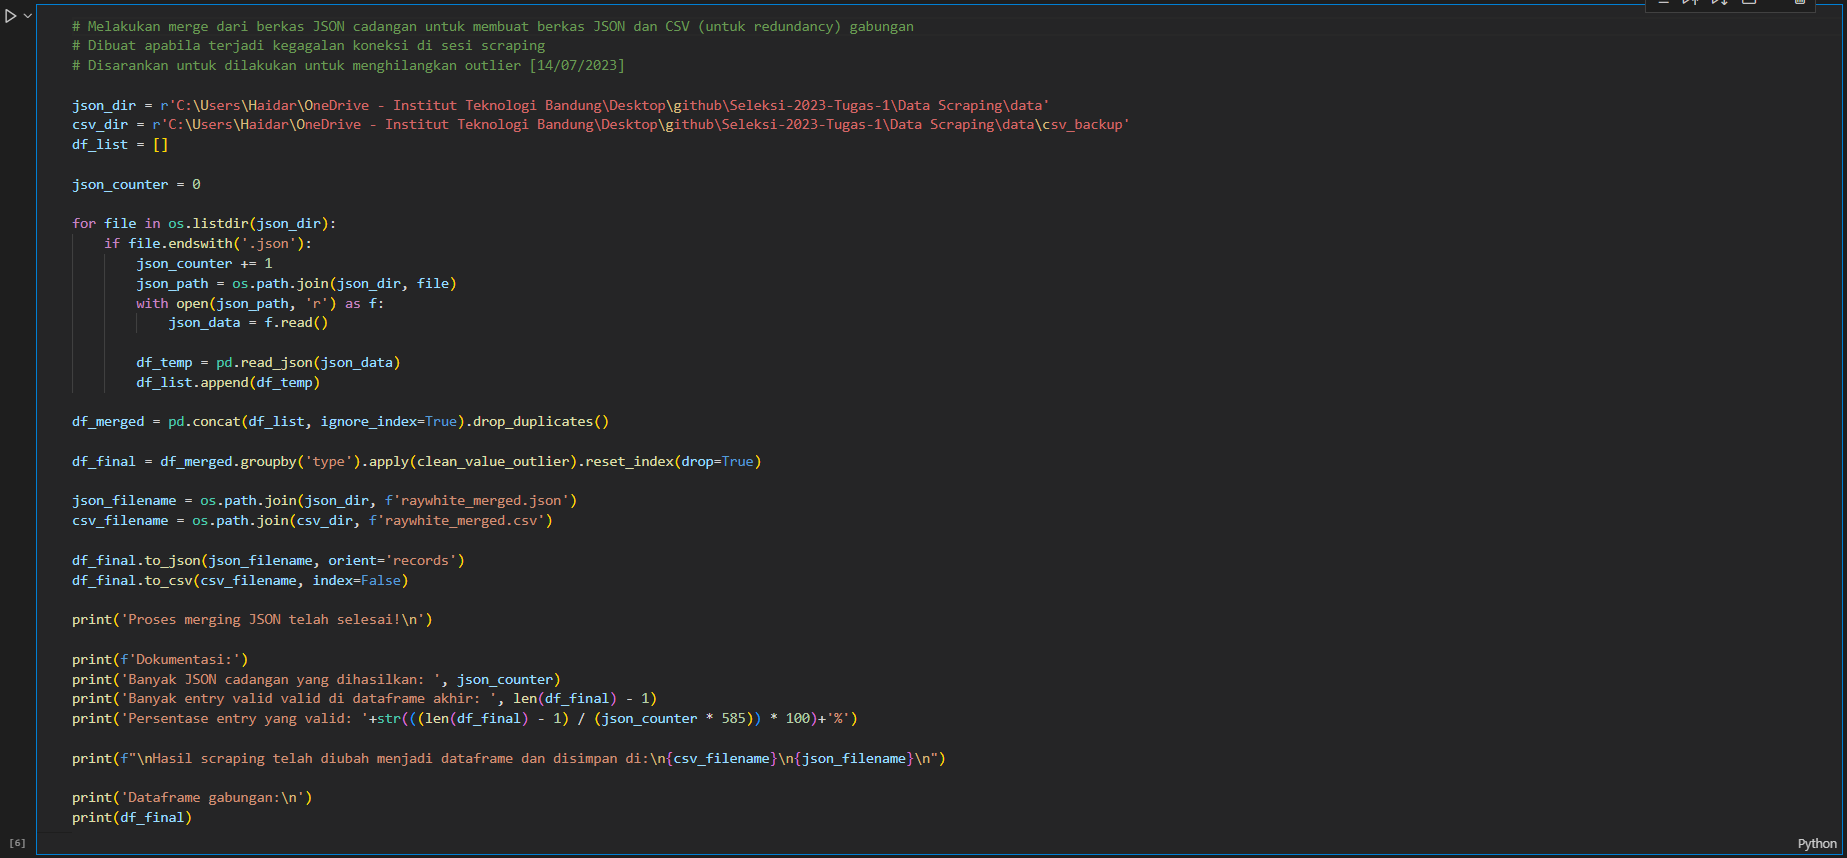 # Melakukan merge dari berkas JSON cadangan untuk membuat berkas JSON dan CSV (untuk redundancy) gabungan
# Dibuat apabila terjadi kegagalan koneksi di sesi scraping
# Disarankan untuk dilakukan untuk menghilangkan outlier [14/07/2023]
json_dir = r'C:\Users\Haidar\OneDrive - Institut Teknologi Bandung\Desktop\github\Seleksi-2023-Tugas-1\Data Scraping\data'
csv_dir = r'C:\Users\Haidar\OneDrive - Institut Teknologi Bandung\Desktop\github\Seleksi-2023-Tugas-1\Data Scraping\data\csv_backup'
df_list = []
json_counter = 0
for file in os.listdir(json_dir):
    if file.endswith('.json'):
        json_counter += 1
        json_path = os.path.join(json_dir, file)
        with open(json_path, 'r') as f:
            json_data = f.read()
        df_temp = pd.read_json(json_data)
        df_list.append(df_temp)
df_merged = pd.concat(df_list, ignore_index=True).drop_duplicates()
df_final = df_merged.groupby('type').apply(clean_value_outlier).reset_index(drop=True)
json_filename = os.path.join(json_dir, f'raywhite_merged.json')
csv_filename = os.path.join(csv_dir, f'raywhite_merged.csv')
df_final.to_json(json_filename, orient='records')
df_final.to_csv(csv_filename, index=False)
print('Proses merging JSON telah selesai!\n')
print(f'Dokumentasi:')
print('Banyak JSON cadangan yang dihasilkan: ', json_counter)
print('Banyak entry valid valid di dataframe akhir: ', len(df_final) - 1)
print('Persentase entry yang valid: '+str(((len(df_final) - 1) / (json_counter * 585)) * 100)+'%')
print(f"\nHasil scraping telah diubah menjadi dataframe dan disimpan di:\n{csv_filename}\n{json_filename}\n")
print('Dataframe gabungan:\n')
print(df_final)
[6]
Python